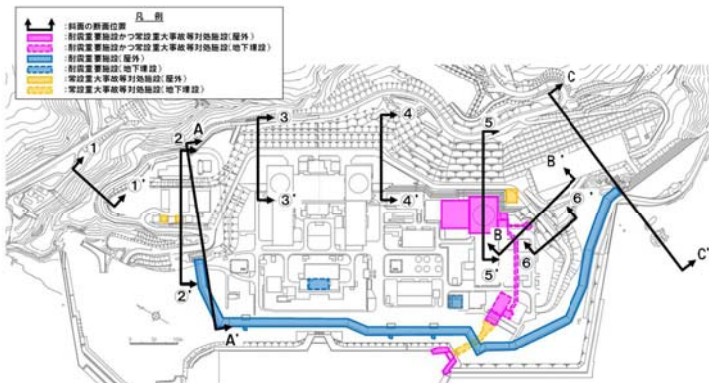 凡 例
：斜面の断面位置
：耐震重要施設かつ常設重大事故等対処施設（屋外）
：耐震重要施設かつ常設重大事故等対処施設（地下埋設）
：耐震重要施設（屋外）
：耐震重要施設（地下埋設）
：常設重大事故等対処施設（屋外）
：常設重大事故等対処施設（地下埋設）
C
A
1
2
3
4
5
B'
①'
③'
④'
6'
B
6
⑤'
②'
C'
A'